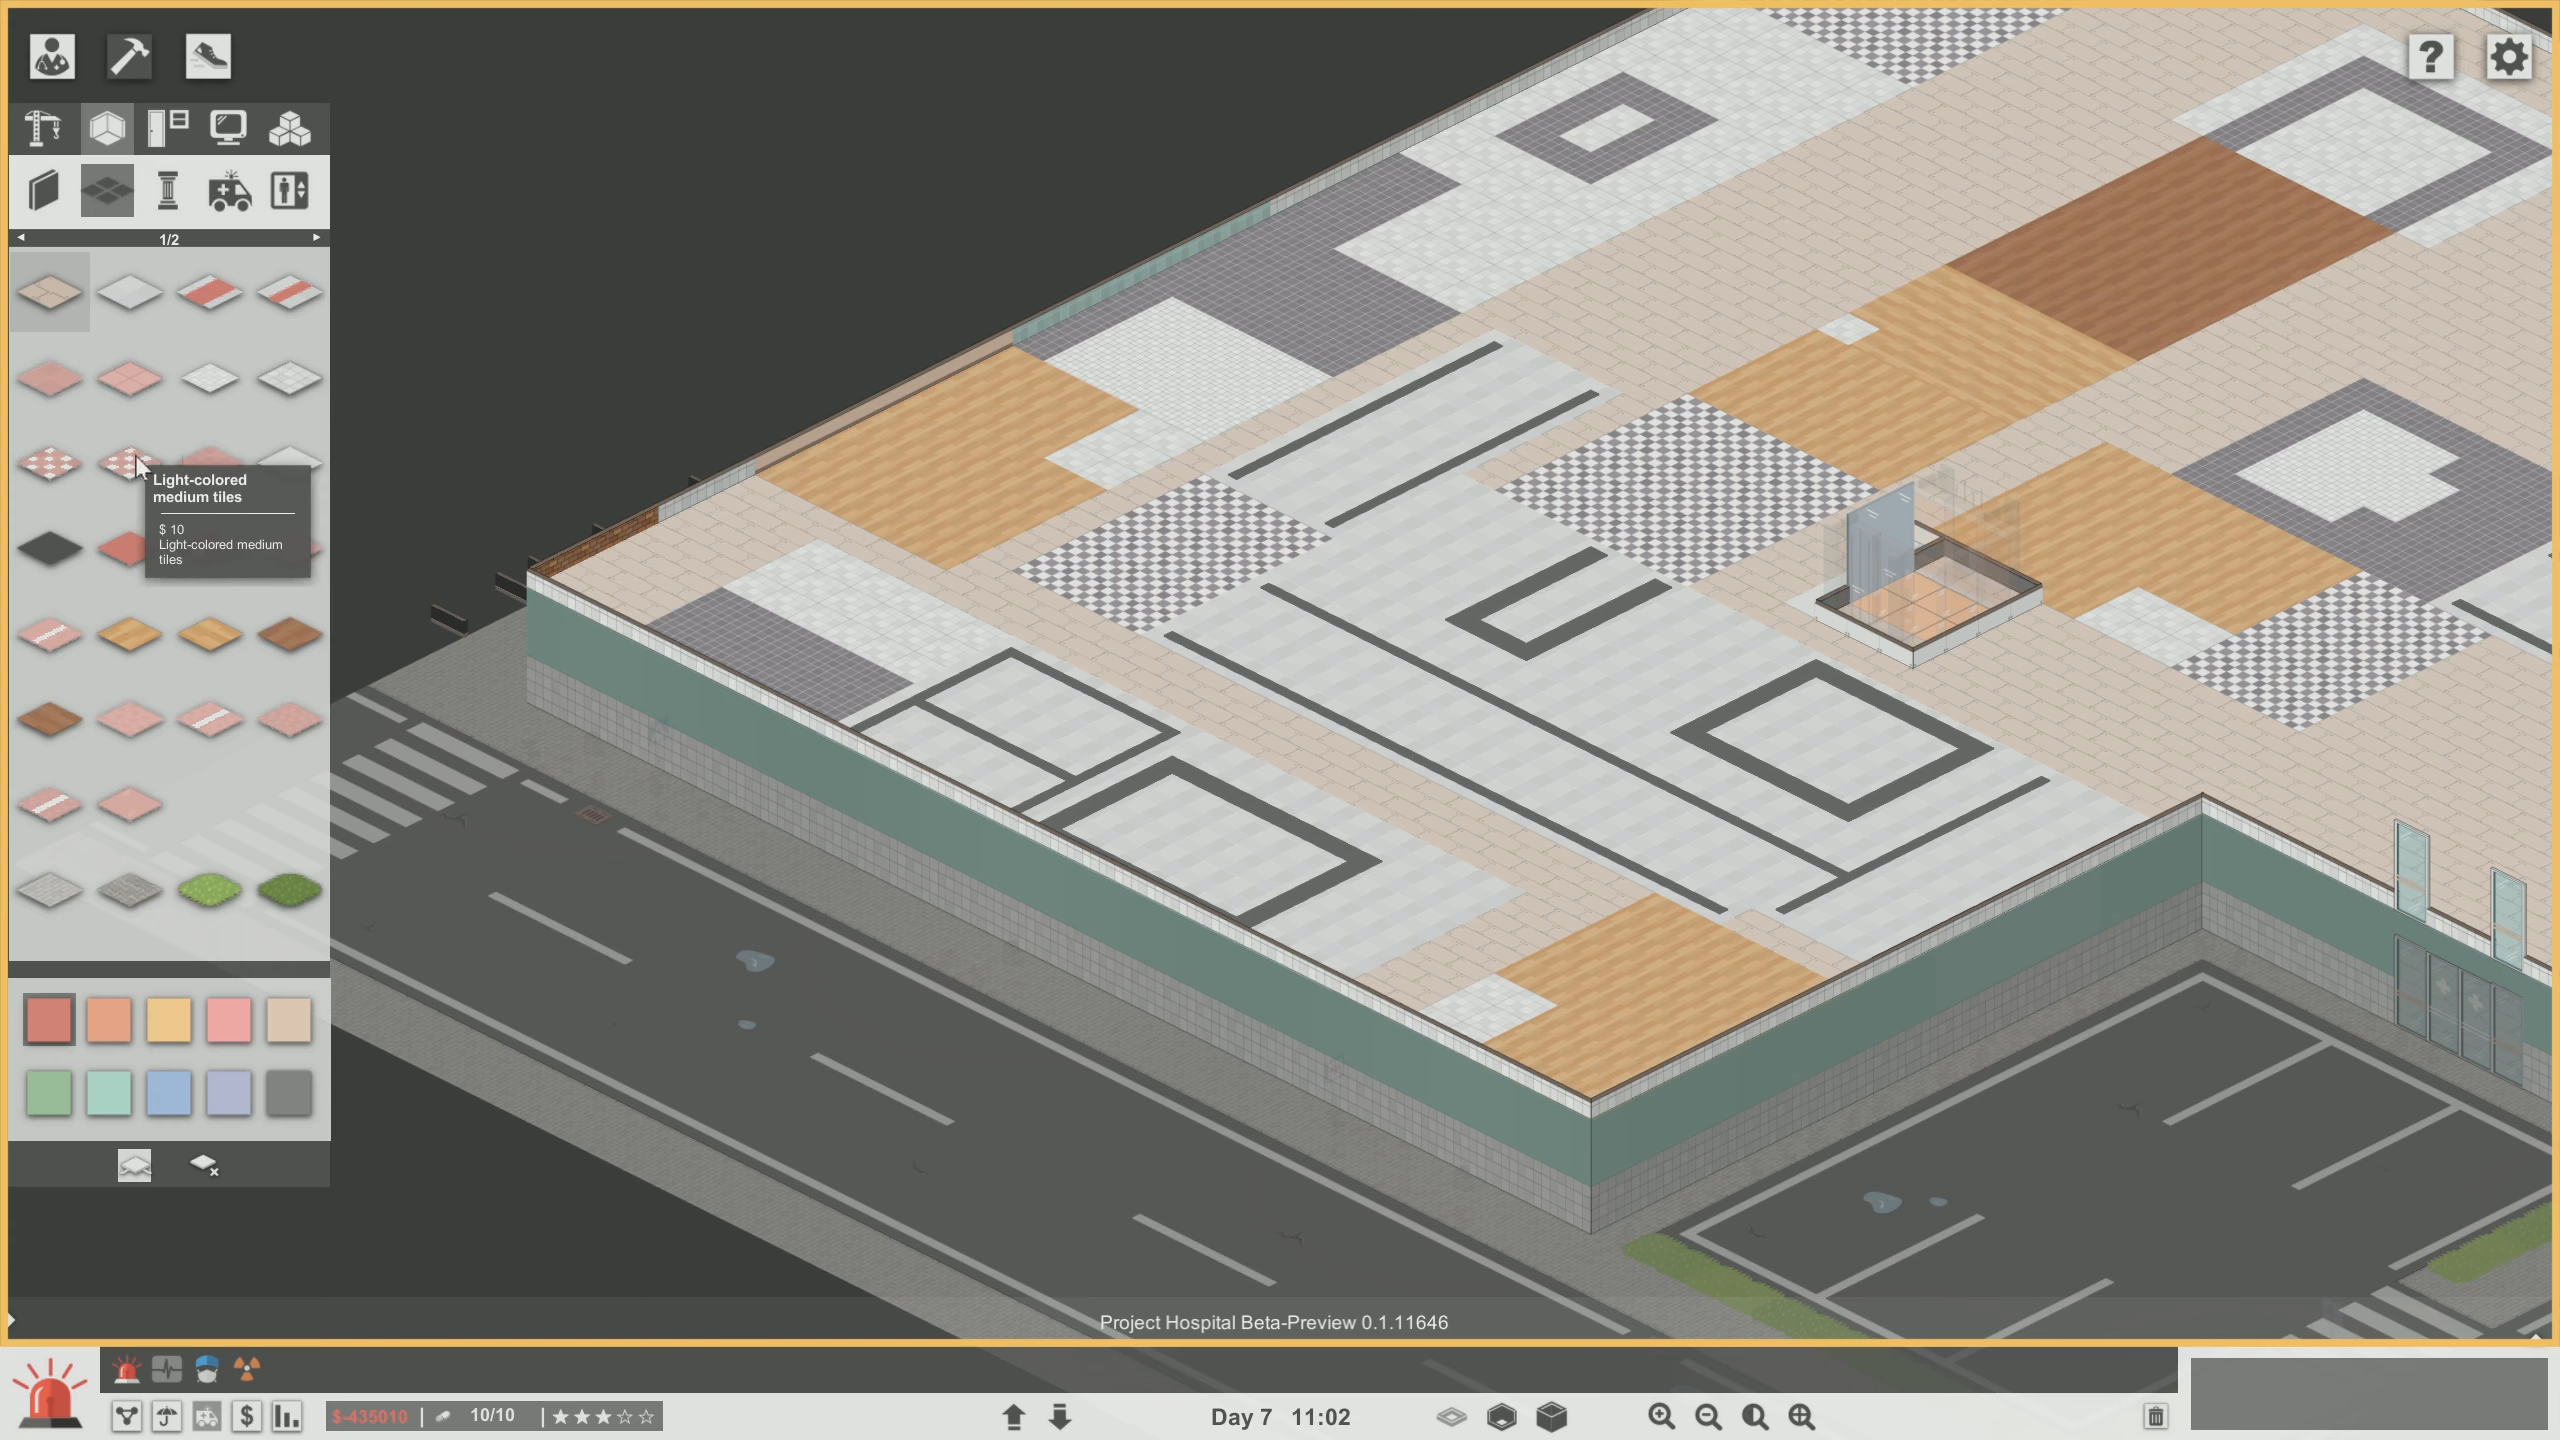 ?
1/2
Light-colored
medium tiles
$ 10
Light-colored medium
tiles
Project Hospital Beta-Preview 0.1.11646
$
$-435010 | 10/10 |
Day 7 11:02